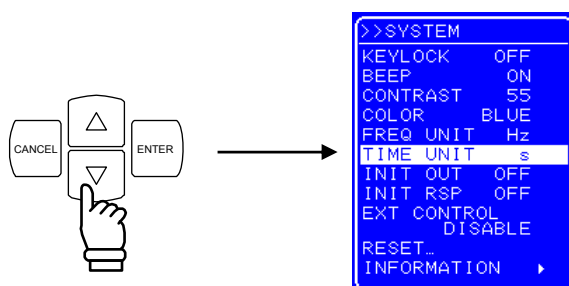 CANCEL
ENTER
>>SYSTEM
KEYLOCK OFF
BEEP ON
CONTRAST 55
COLOR BLUE
FREQ UNIT Hz
TIME UNIT s
INIT OUT OFF
INIT RSP OFF
EXT CONTROL
DISABLE
RESET…
INFORMATION